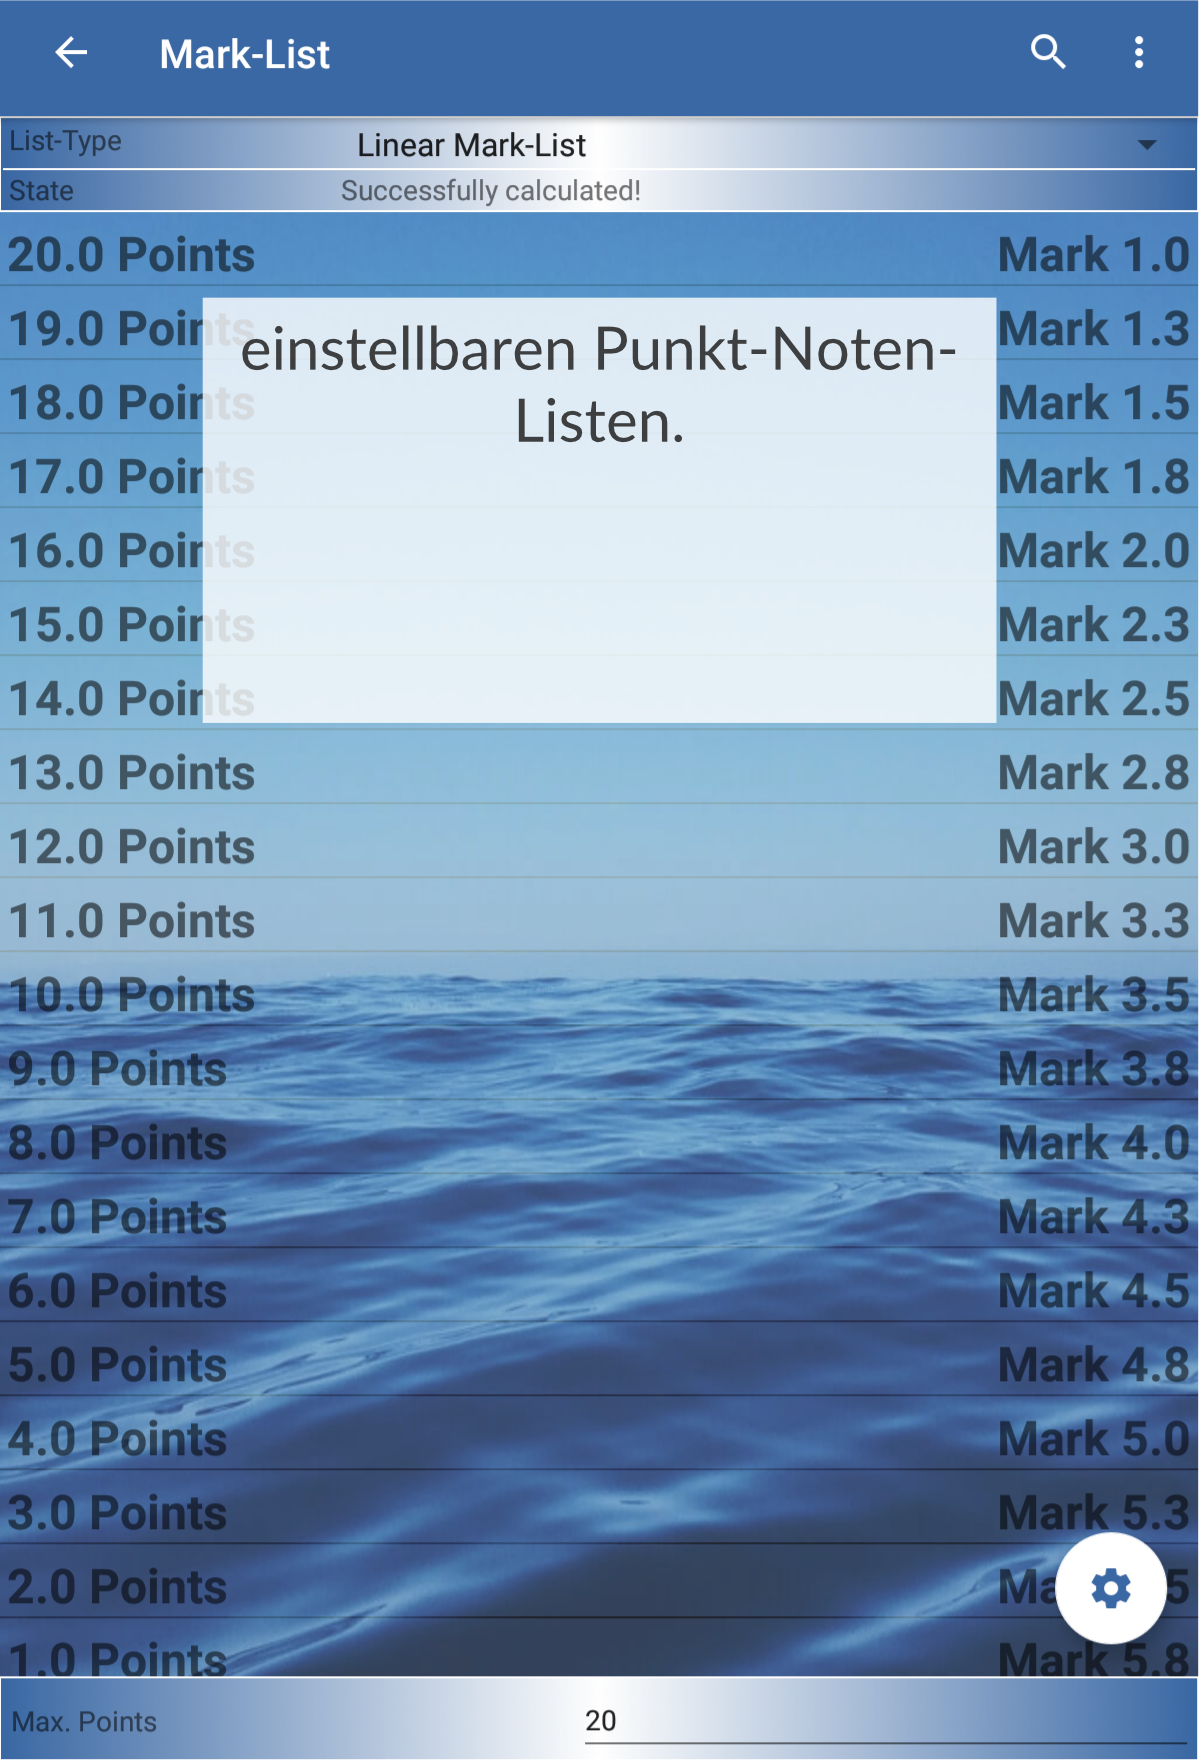 Mark-List
List-Type Linear Mark-List
State Successfully calculated!
20.0 Points Mark 1.0
19.0 Points Mark 1.3
einstellbaren Punkt-Noten-
Listen.
18.0 Points Mark 1.5
17.0 Points Mark 1.8
16.0 Points Mark 2.0
15.0 Points Mark 2.3
14.0 Points Mark 2.5
13.0 Points Mark 2.8
12.0 Points Mark 3.0
11.0 Points Mark 3.3
10.0 Points Mark 3.5
9.0 Points Mark 3.8
8.0 Points Mark 4.0
7.0 Points Mark 4.3
6.0 Points Mark 4.5
5.0 Points Mark 4.8
4.0 Points Mark 5.0
3.0 Points Mark 5.3
2.0 Points
1.0 Points Mark 5.8
Max. Points 20